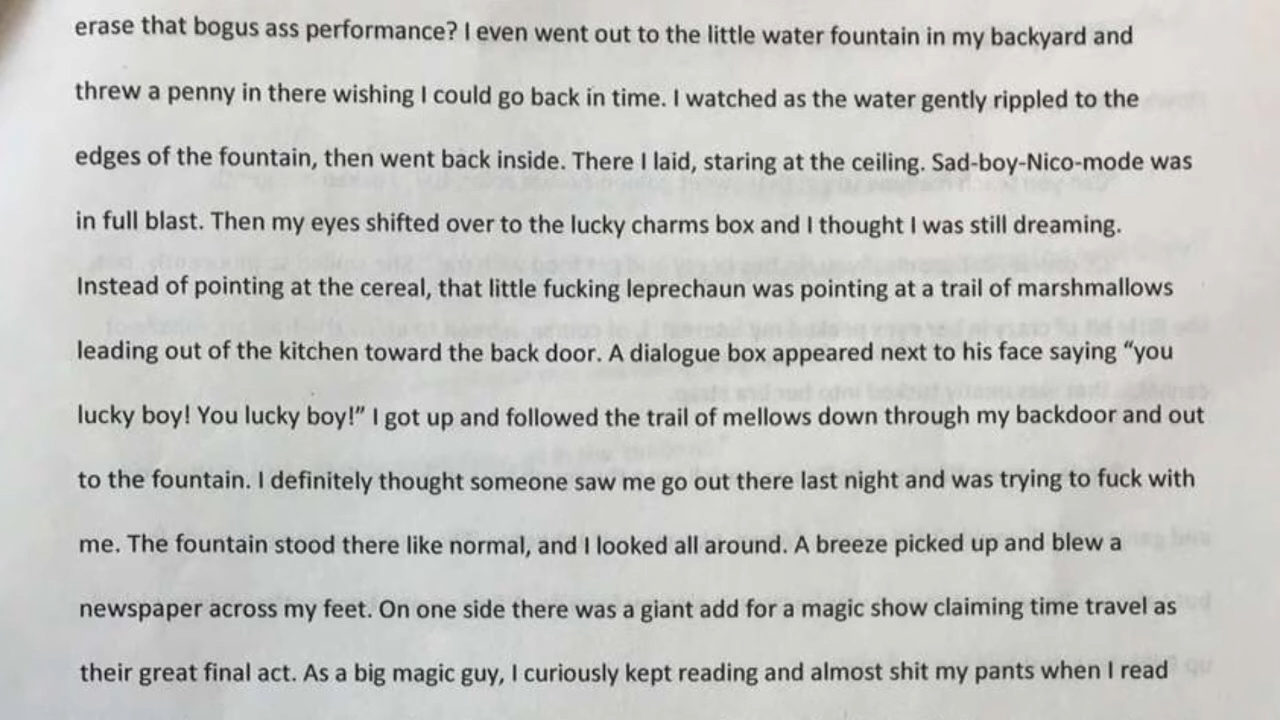 erase that bogus ass performance? I even went out to the little water fountain in my backyard and
threw a penny in there wishing I could go back in time. I watched as the water gently rippled to the
edges of the fountain, then went back inside. There I laid, staring at the ceiling. Sad-boy-Nico-mode was
in full blast. Then my eyes shifted over to the lucky charms box and I thought I was still dreaming.
Instead of pointing at the cereal, that little fucking leprechaun was pointing at a trail of marshmallows
leading out of the kitchen toward the back door. A dialogue box appeared next to his face saying “you
lucky boy! You lucky boy!” I got up and followed the trail of mellows down through my backdoor and out
to the fountain. I definitely thought someone saw me go out there last night and was trying to fuck with
me. The fountain stood there like normal, and I looked all around. A breeze picked up and blew a
newspaper across my feet. On one side there was a giant add for a magic show claiming time travel as
their great final act. As a big magic guy, I curiously kept reading and almost shit my pants when I read